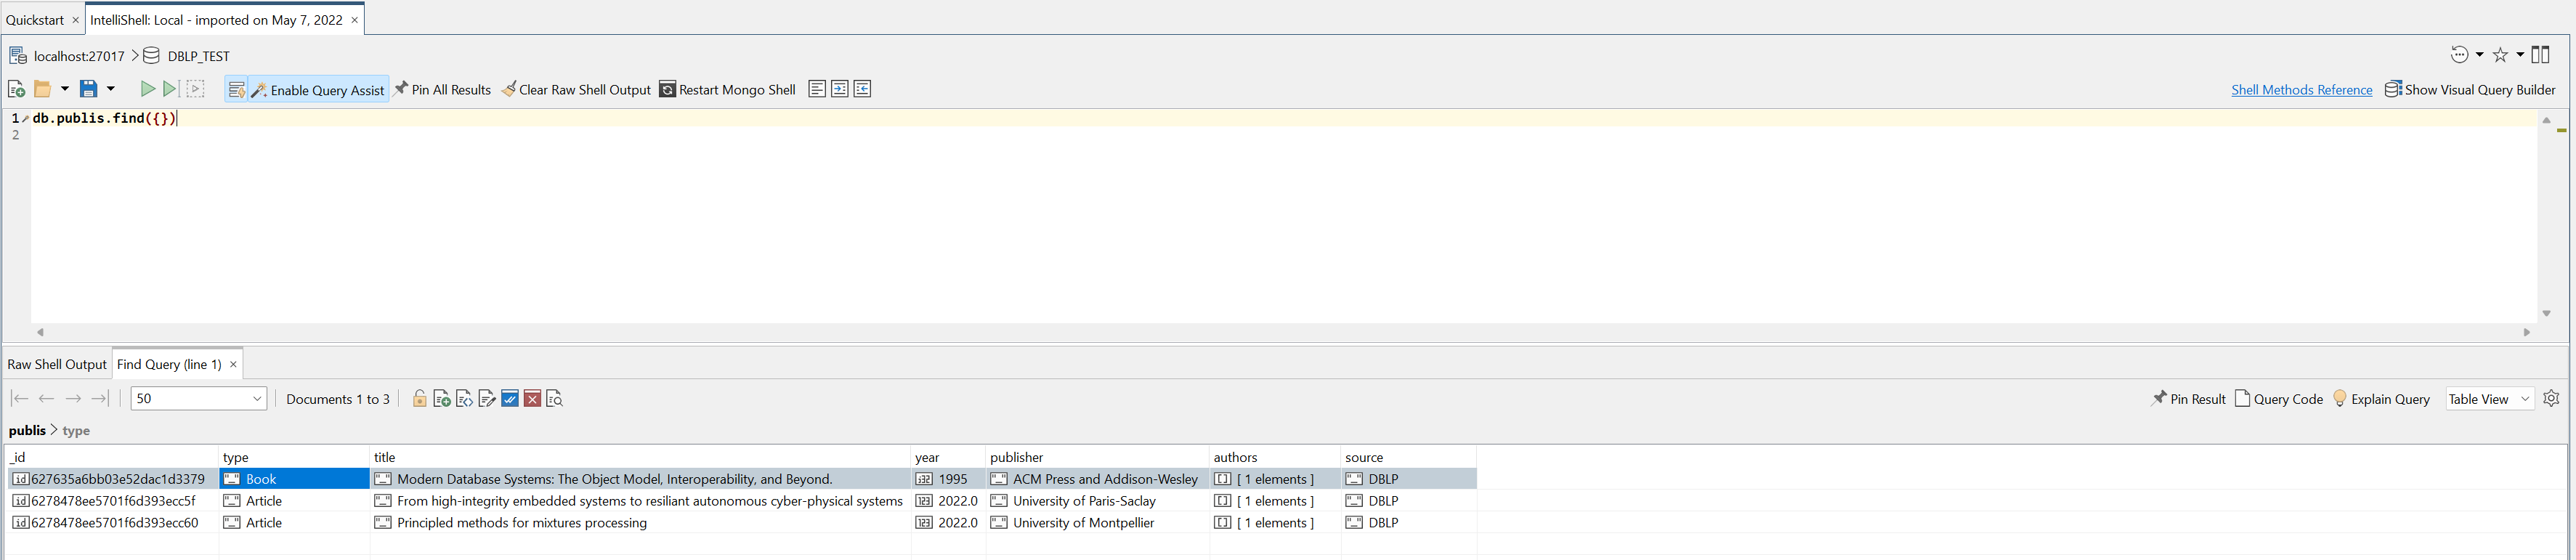 Quickstart × IntelliShell: Local - imported on May 7, 2022 ×
localhost:27017 > DBLP_TEST
Enable Query Assist Pin All Results Clear Raw Shell Output Restart Mongo Shell Shell Methods Reference Show Visual Query Builder
1 db.publis.find({})
2
Raw Shell Output Find Query (line 1) ×
50 Documents 1 to 3 Pin Result Query Code Explain Query Table View
publis > type
_id type title year publisher authors source
id 627635a6bb03e52dac1d3379 "_" Book "_" Modern Database Systems: The Object Model, Interoperability, and Beyond. i32 1995 "_" ACM Press and Addison-Wesley [] [ 1 elements ] "_" DBLP
id 6278478ee5701f6d393ecc5f "_" Article "_" From high-integrity embedded systems to resiliant autonomous cyber-physical systems 123 2022.0 "_" University of Paris-Saclay [] [ 1 elements ] "_" DBLP
id 6278478ee5701f6d393ecc60 "_" Article "_" Principled methods for mixtures processing 123 2022.0 "_" University of Montpellier [] [ 1 elements ] "_" DBLP